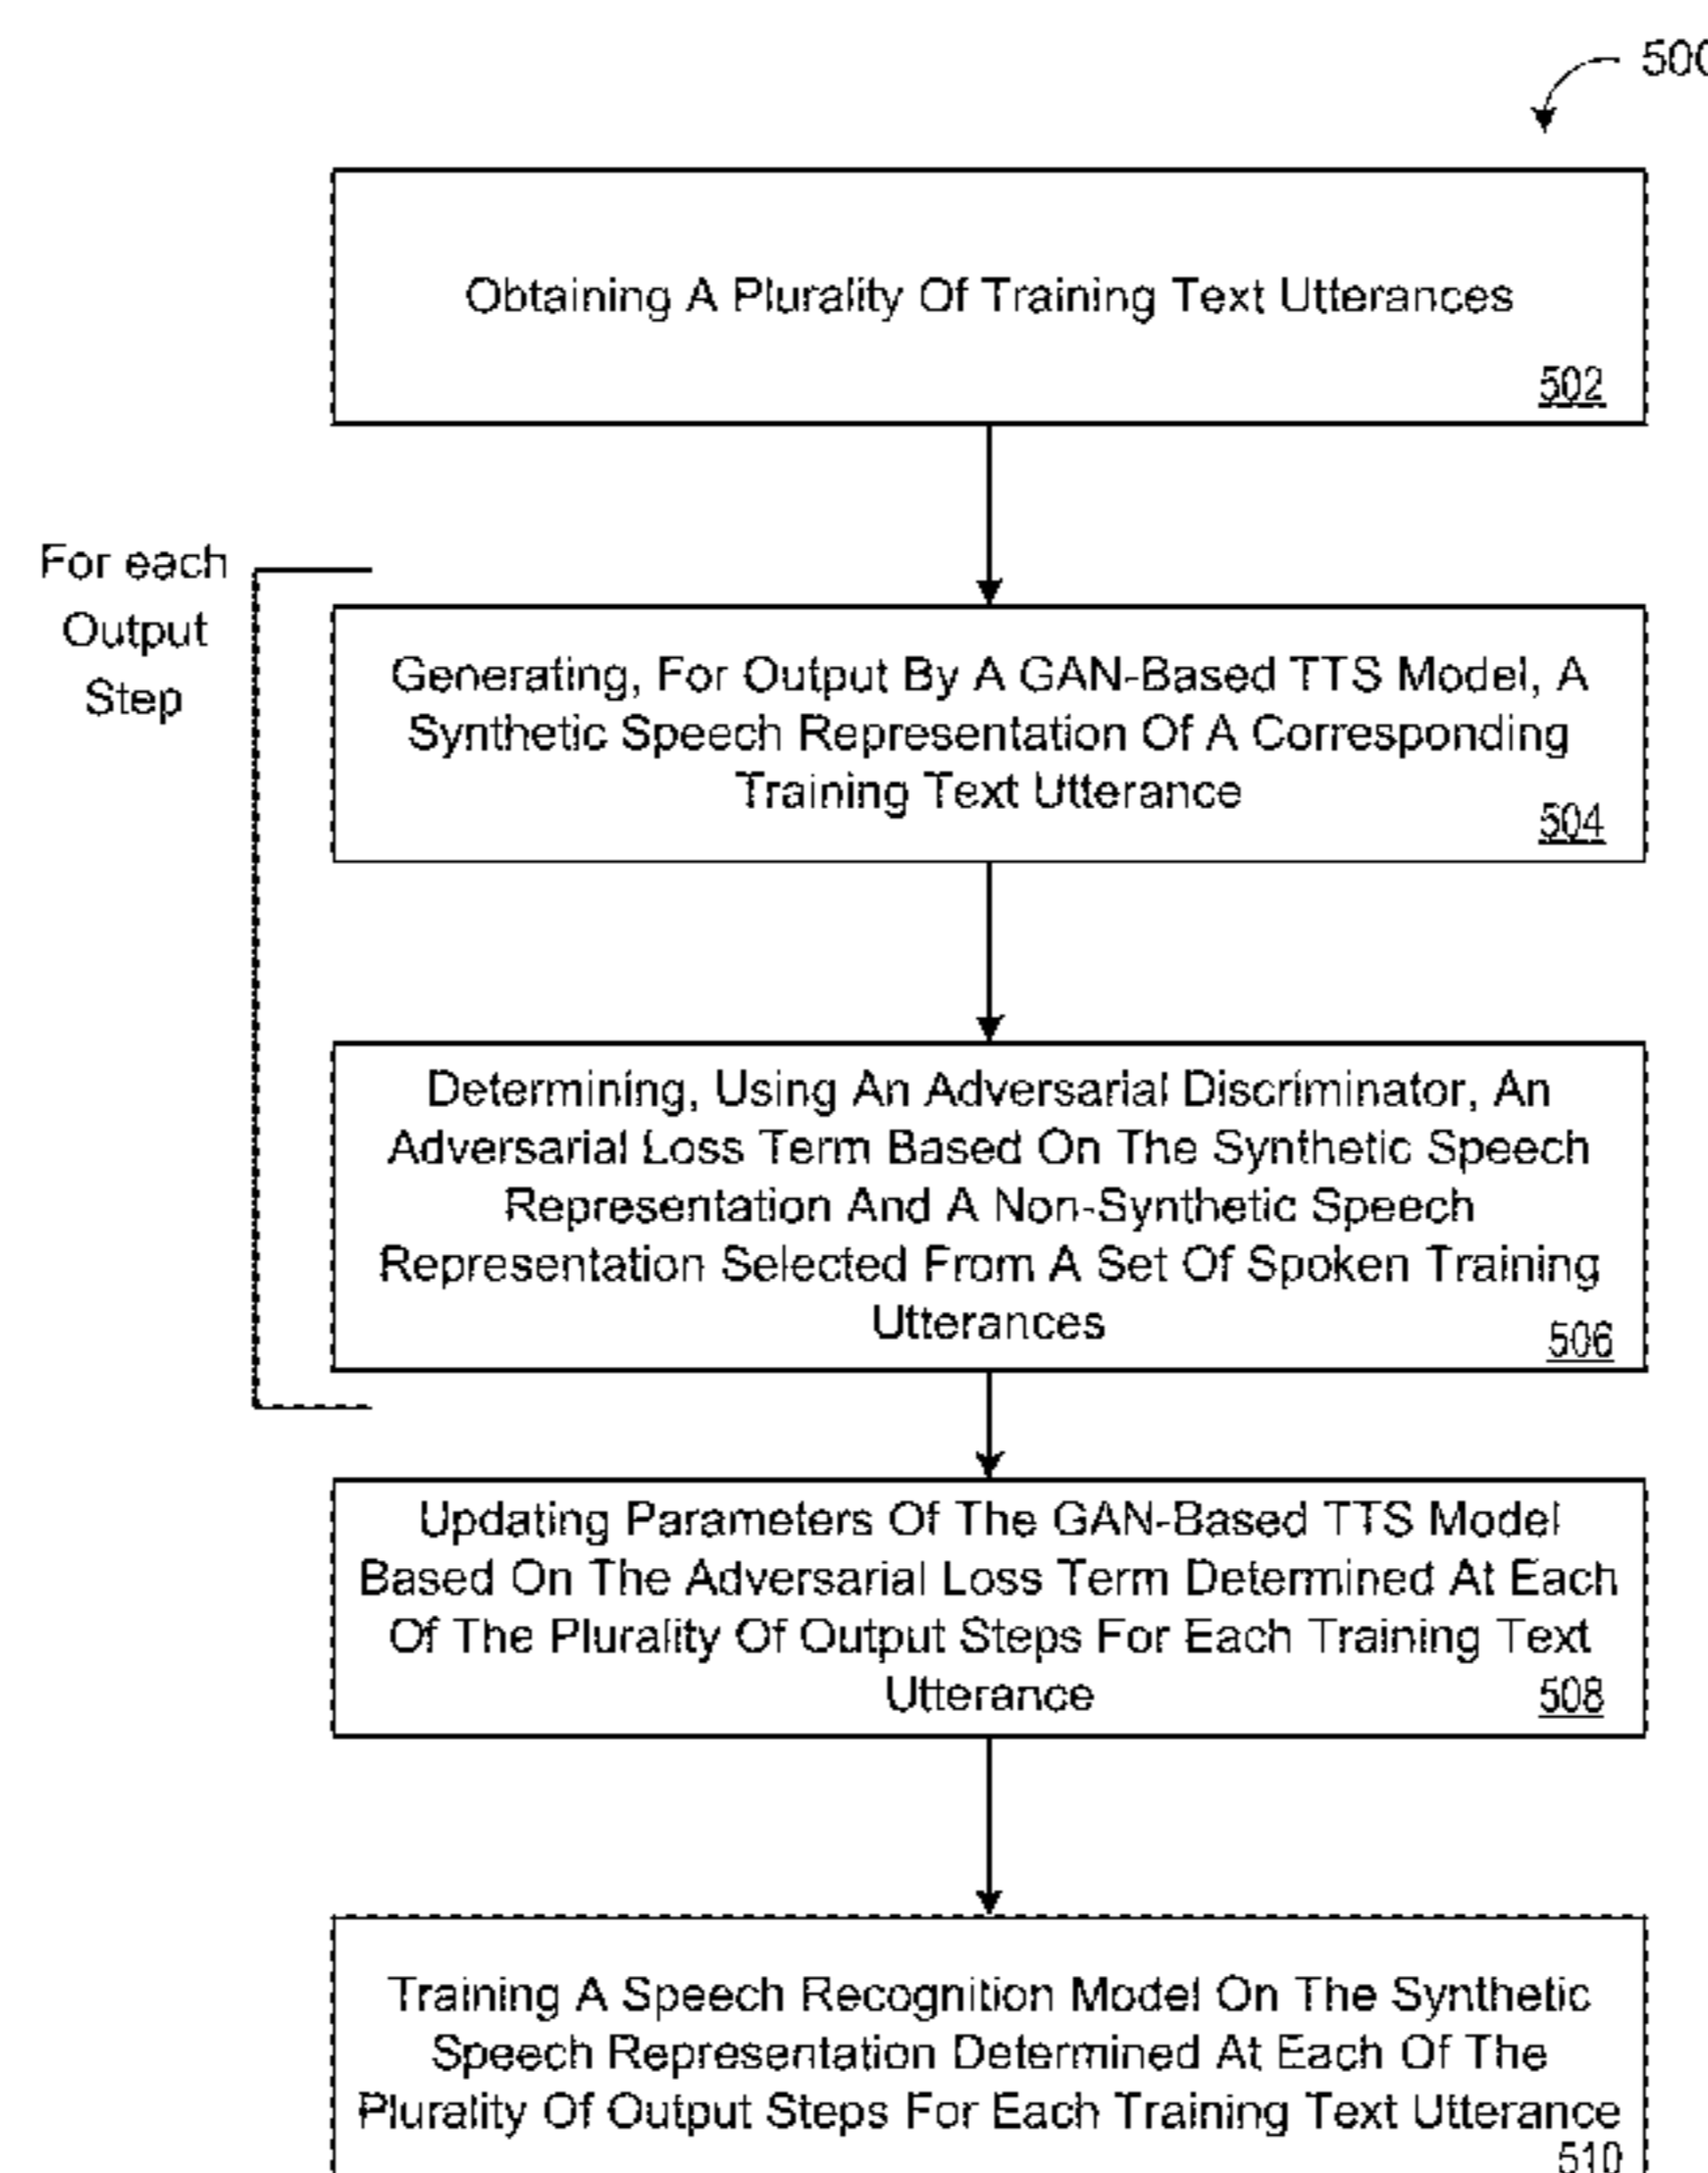 500
Obtaining A Plurality Of Training Text Utterances
502
For each
Output
Step
Generating, For Output By A GAN-Based TTS Model, A
Synthetic Speech Representation Of A Corresponding
Training Text Utterance
504
Determining, Using An Adversarial Discriminator, An
Adversarial Loss Term Based On The Synthetic Speech
Representation And A Non-Synthetic Speech
Representation Selected From A Set Of Spoken Training
Utterances
506
Updating Parameters Of The GAN-Based TTS Model
Based On The Adversarial Loss Term Determined At Each
Of The Plurality Of Output Steps For Each Training Text
Utterance
508
Training A Speech Recognition Model On The Synthetic
Speech Representation Determined At Each Of The
Plurality Of Output Steps For Each Training Text Utterance
510